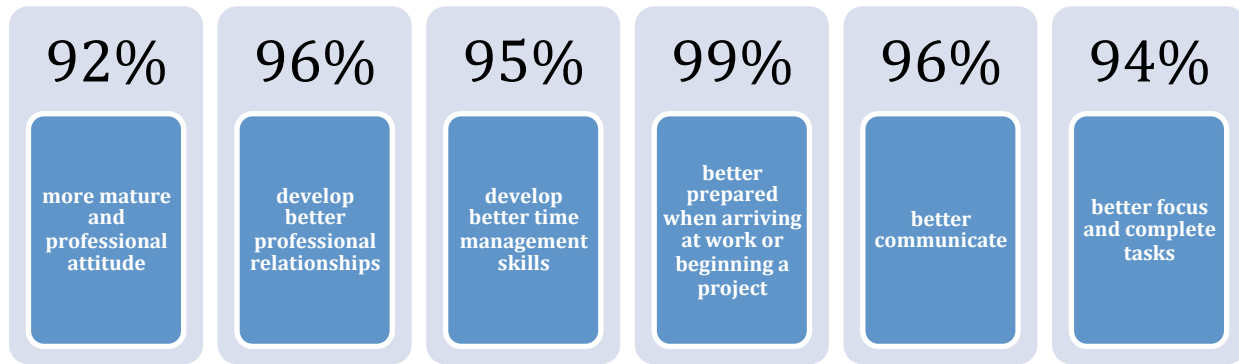 92%
more mature
and
professional
attitude
96%
develop
better
professional
relationships
95%
develop
better time
management
skills
99%
better
prepared
when arriving
at work or
beginning a
project
96%
better
communicate
94%
better focus
and complete
tasks